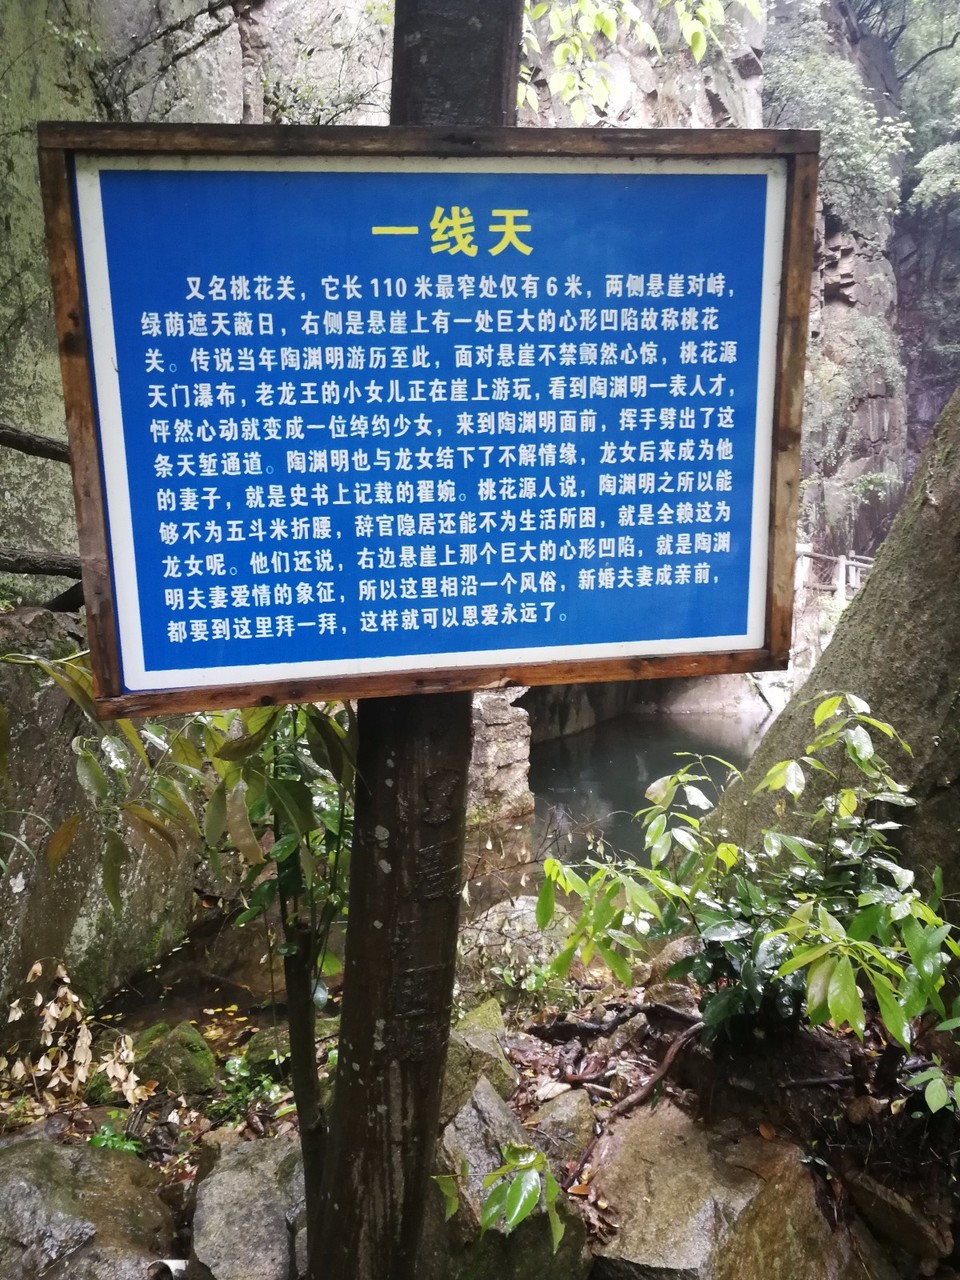 一线天
又名桃花关，它长110米最窄处仅有6米，两侧悬崖对峙，
绿荫遮天蔽日，右侧是悬崖上有一处巨大的心形凹陷故称桃花
关。传说当年陶渊明游历至此，面对悬崖不禁颤然心惊，桃花源
天门瀑布，老龙王的小女儿正在崖上游玩，看到陶渊明一表人才，
怦然心动就变成一位绰约少女，来到陶渊明面前，挥手劈出了这
条天堑通道。陶渊明也与龙女结下了不解情缘，龙女后来成为他
的妻子，就是史书上记载的翟婉。桃花源人说，陶渊明之所以能
够不为五斗米折腰，辞官隐居还能不为生活所困，就是全赖这为
龙女呢。他们还说，右边悬崖上那个巨大的心形凹陷，就是陶渊
明夫妻爱情的象征，所以这里相沿一个风俗，新婚夫妻成亲前，
都要到这里拜一拜，这样就可以恩爱永远了。